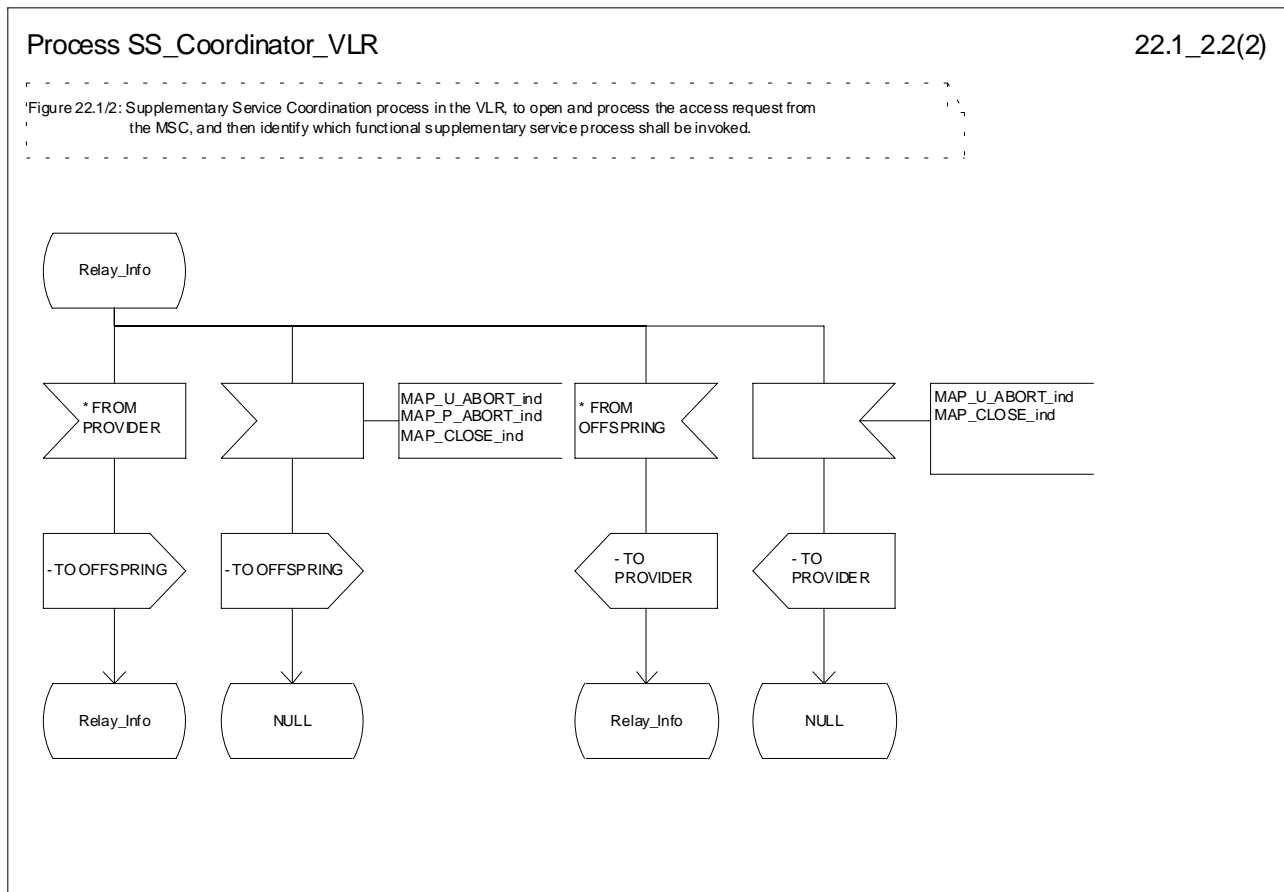 Process SS_Coordinator_VLR
22.1_2.2(2)
'Figure 22.1/2: Supplementary Service Coordination process in the VLR, to open and process the access request from
the MSC, and then identify which functional supplementary service process shall be invoked.
Relay_Info
* FROM
PROVIDER
MAP_U_ABORT_ind
MAP_P_ABORT_ind
MAP_CLOSE_ind
* FROM
OFFSPRING
MAP_U_ABORT_ind
MAP_CLOSE_ind
- TO OFFSPRING
- TO OFFSPRING
- TO
PROVIDER
- TO
PROVIDER
Relay_Info
NULL
Relay_Info
NULL